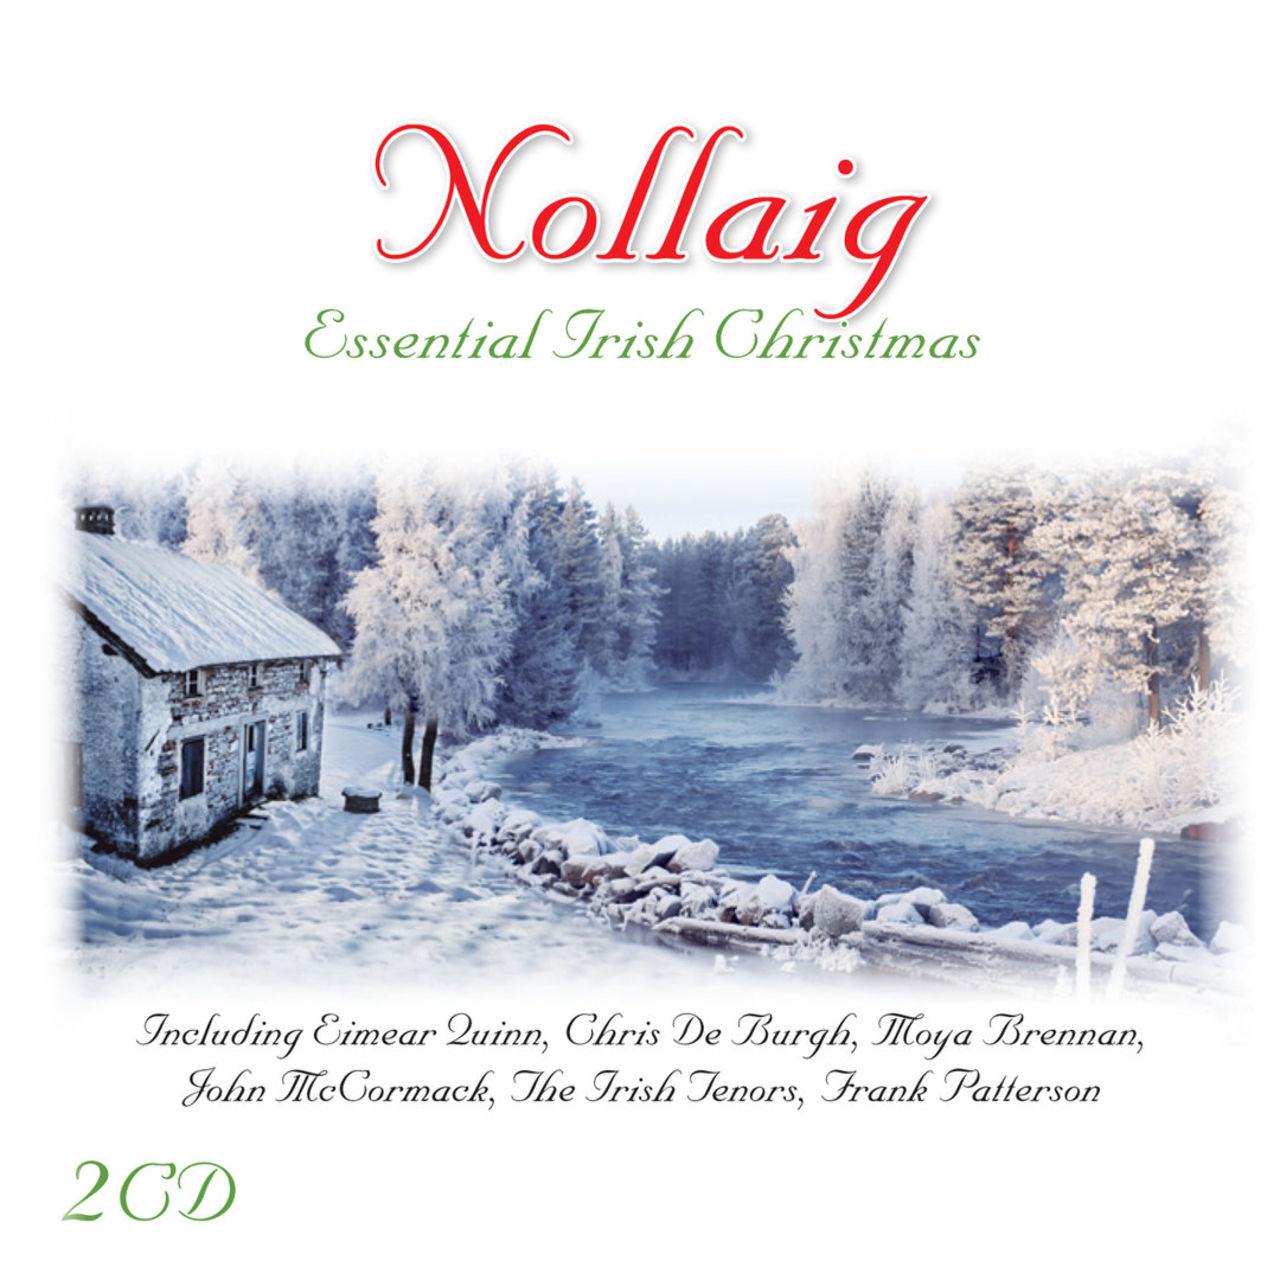 Nollaig
Essential Irish Christmas
Including Eimear Quinn, Chris De Burgh, Moya Brennan,
John McCormack, The Irish Tenors, Frank Patterson
2CD